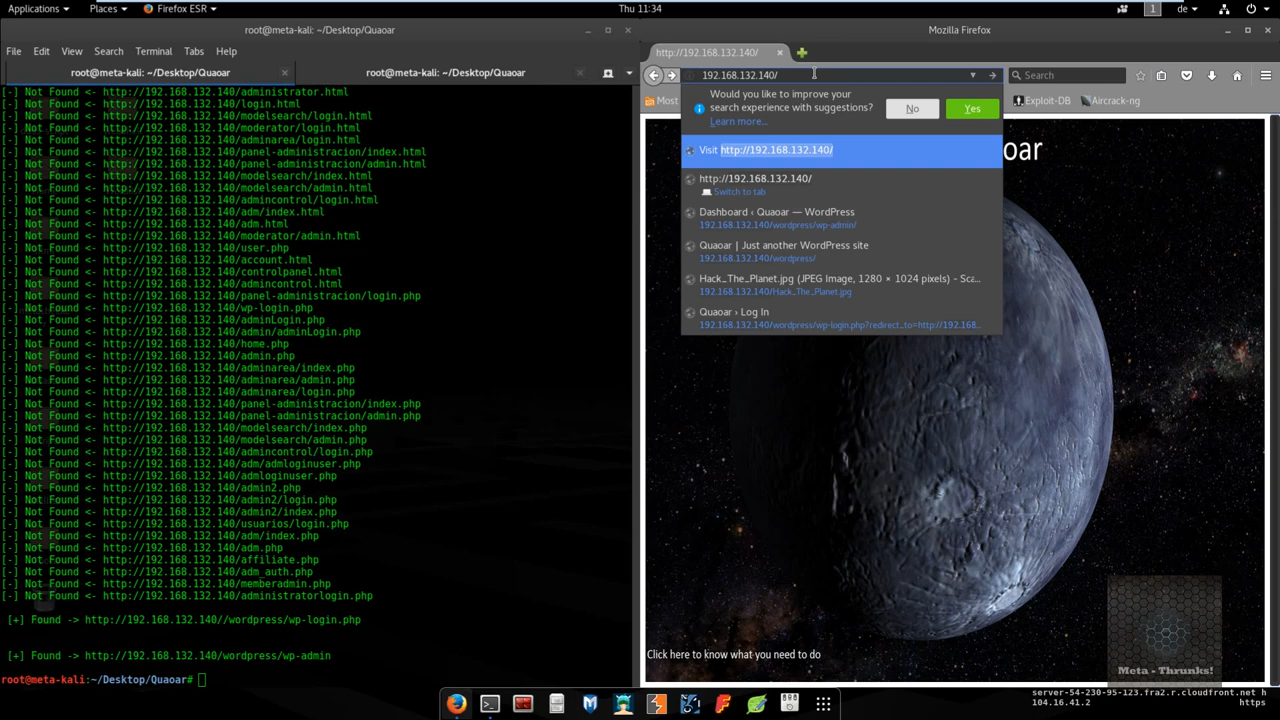 Applications
Places
Firefox ESR
Thu 11:34
1
de
root@meta-kali: ~/Desktop/Quaoar
File Edit View Search Terminal Tabs Help
root@meta-kali: ~/Desktop/Quaoar
root@meta-kali: ~/Desktop/Quaoar
[-] Not Found <- http://192.168.132.140/administrator.html
[-] Not Found <- http://192.168.132.140/login.html
[-] Not Found <- http://192.168.132.140/modelsearch/login.html
[-] Not Found <- http://192.168.132.140/moderator/login.html
[-] Not Found <- http://192.168.132.140/adminarea/login.html
[-] Not Found <- http://192.168.132.140/panel-administracion/index.html
[-] Not Found <- http://192.168.132.140/panel-administracion/admin.html
[-] Not Found <- http://192.168.132.140/modelsearch/index.html
[-] Not Found <- http://192.168.132.140/modelsearch/admin.html
[-] Not Found <- http://192.168.132.140/admincontrol/login.html
[-] Not Found <- http://192.168.132.140/adm/index.html
[-] Not Found <- http://192.168.132.140/adm.html
[-] Not Found <- http://192.168.132.140/moderator/admin.html
[-] Not Found <- http://192.168.132.140/user.php
[-] Not Found <- http://192.168.132.140/account.html
[-] Not Found <- http://192.168.132.140/controlpanel.html
[-] Not Found <- http://192.168.132.140/admincontrol.html
[-] Not Found <- http://192.168.132.140/panel-administracion/login.php
[-] Not Found <- http://192.168.132.140/wp-login.php
[-] Not Found <- http://192.168.132.140/adminLogin.php
[-] Not Found <- http://192.168.132.140/admin/adminLogin.php
[-] Not Found <- http://192.168.132.140/home.php
[-] Not Found <- http://192.168.132.140/admin.php
[-] Not Found <- http://192.168.132.140/adminarea/index.php
[-] Not Found <- http://192.168.132.140/adminarea/admin.php
[-] Not Found <- http://192.168.132.140/adminarea/login.php
[-] Not Found <- http://192.168.132.140/panel-administracion/index.php
[-] Not Found <- http://192.168.132.140/panel-administracion/admin.php
[-] Not Found <- http://192.168.132.140/modelsearch/index.php
[-] Not Found <- http://192.168.132.140/modelsearch/admin.php
[-] Not Found <- http://192.168.132.140/admincontrol/login.php
[-] Not Found <- http://192.168.132.140/adm/admloginuser.php
[-] Not Found <- http://192.168.132.140/admloginuser.php
[-] Not Found <- http://192.168.132.140/admin2.php
[-] Not Found <- http://192.168.132.140/admin2/login.php
[-] Not Found <- http://192.168.132.140/admin2/index.php
[-] Not Found <- http://192.168.132.140/usuarios/login.php
[-] Not Found <- http://192.168.132.140/adm/index.php
[-] Not Found <- http://192.168.132.140/adm.php
[-] Not Found <- http://192.168.132.140/affiliate.php
[-] Not Found <- http://192.168.132.140/adm_auth.php
[-] Not Found <- http://192.168.132.140/memberadmin.php
[-] Not Found <- http://192.168.132.140/administratorlogin.php
[+] Found -> http://192.168.132.140//wordpress/wp-login.php
[+] Found -> http://192.168.132.140/wordpress/wp-admin
root@meta-kali:~/Desktop/Quaoar#
Mozilla Firefox
http://192.168.132.140/
192.168.132.140/
Search
Most
Exploit-DB
Aircrack-ng
Would you like to improve your
search experience with suggestions?
Learn more...
No
Yes
Visit http://192.168.132.140/
http://192.168.132.140/
Switch to tab
Dashboard ‹ Quaoar — WordPress
192.168.132.140/wordpress/wp-admin/
Quaoar | Just another WordPress site
192.168.132.140/wordpress/
Hack_The_Planet.jpg (JPEG Image, 1280 × 1024 pixels) - Sca...
192.168.132.140/Hack_The_Planet.jpg
Quaoar › Log In
192.168.132.140/wordpress/wp-login.php?redirect_to=http://192.168...
oar
Click here to know what you need to do
Meta - Thrunks!
server-54-230-95-123.fra2.r.cloudfront.net h
104.16.41.2 https